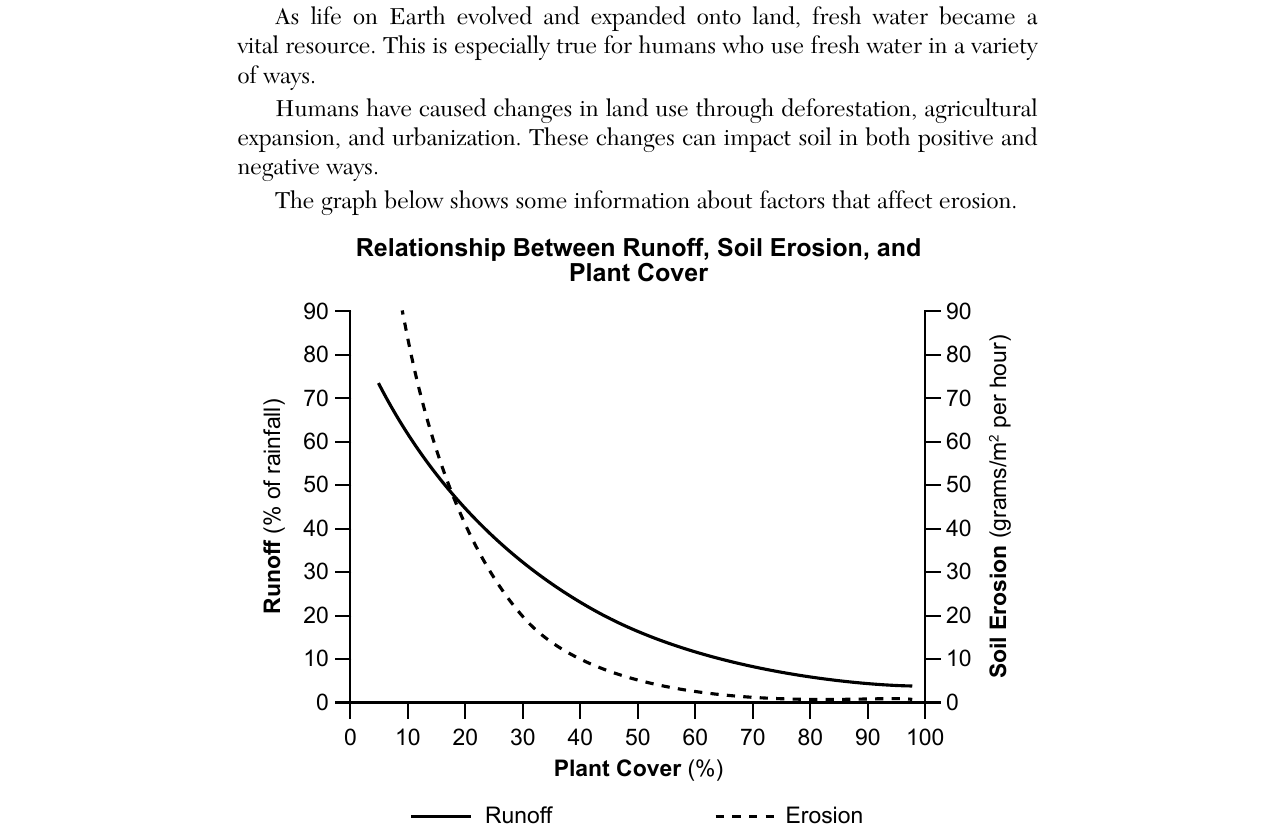 As life on Earth evolved and expanded onto land, fresh water became a
vital resource. This is especially true for humans who use fresh water in a variety
of ways.
Humans have caused changes in land use through deforestation, agricultural
expansion, and urbanization. These changes can impact soil in both positive and
negative ways.
The graph below shows some information about factors that affect erosion.
Relationship Between Runoff, Soil Erosion, and
Plant Cover
Runoff (% of rainfall)
90
80
70
60
50
40
30
20
10
0
90
80
70
60
50
40
30
20
10
0
Soil Erosion (grams/m² per hour)
0 10 20 30 40 50 60 70 80 90 100
Plant Cover (%)
Runoff Erosion